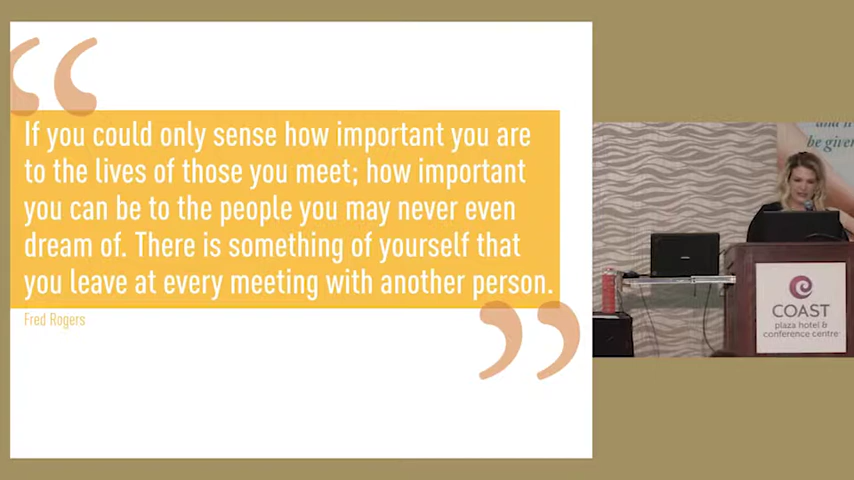 If you could only sense how important you are
to the lives of those you meet; how important
you can be to the people you may never even
dream of. There is something of yourself that
you leave at every meeting with another person.
Fred Rogers
be given
COAST
plaza hotel &
conference centre